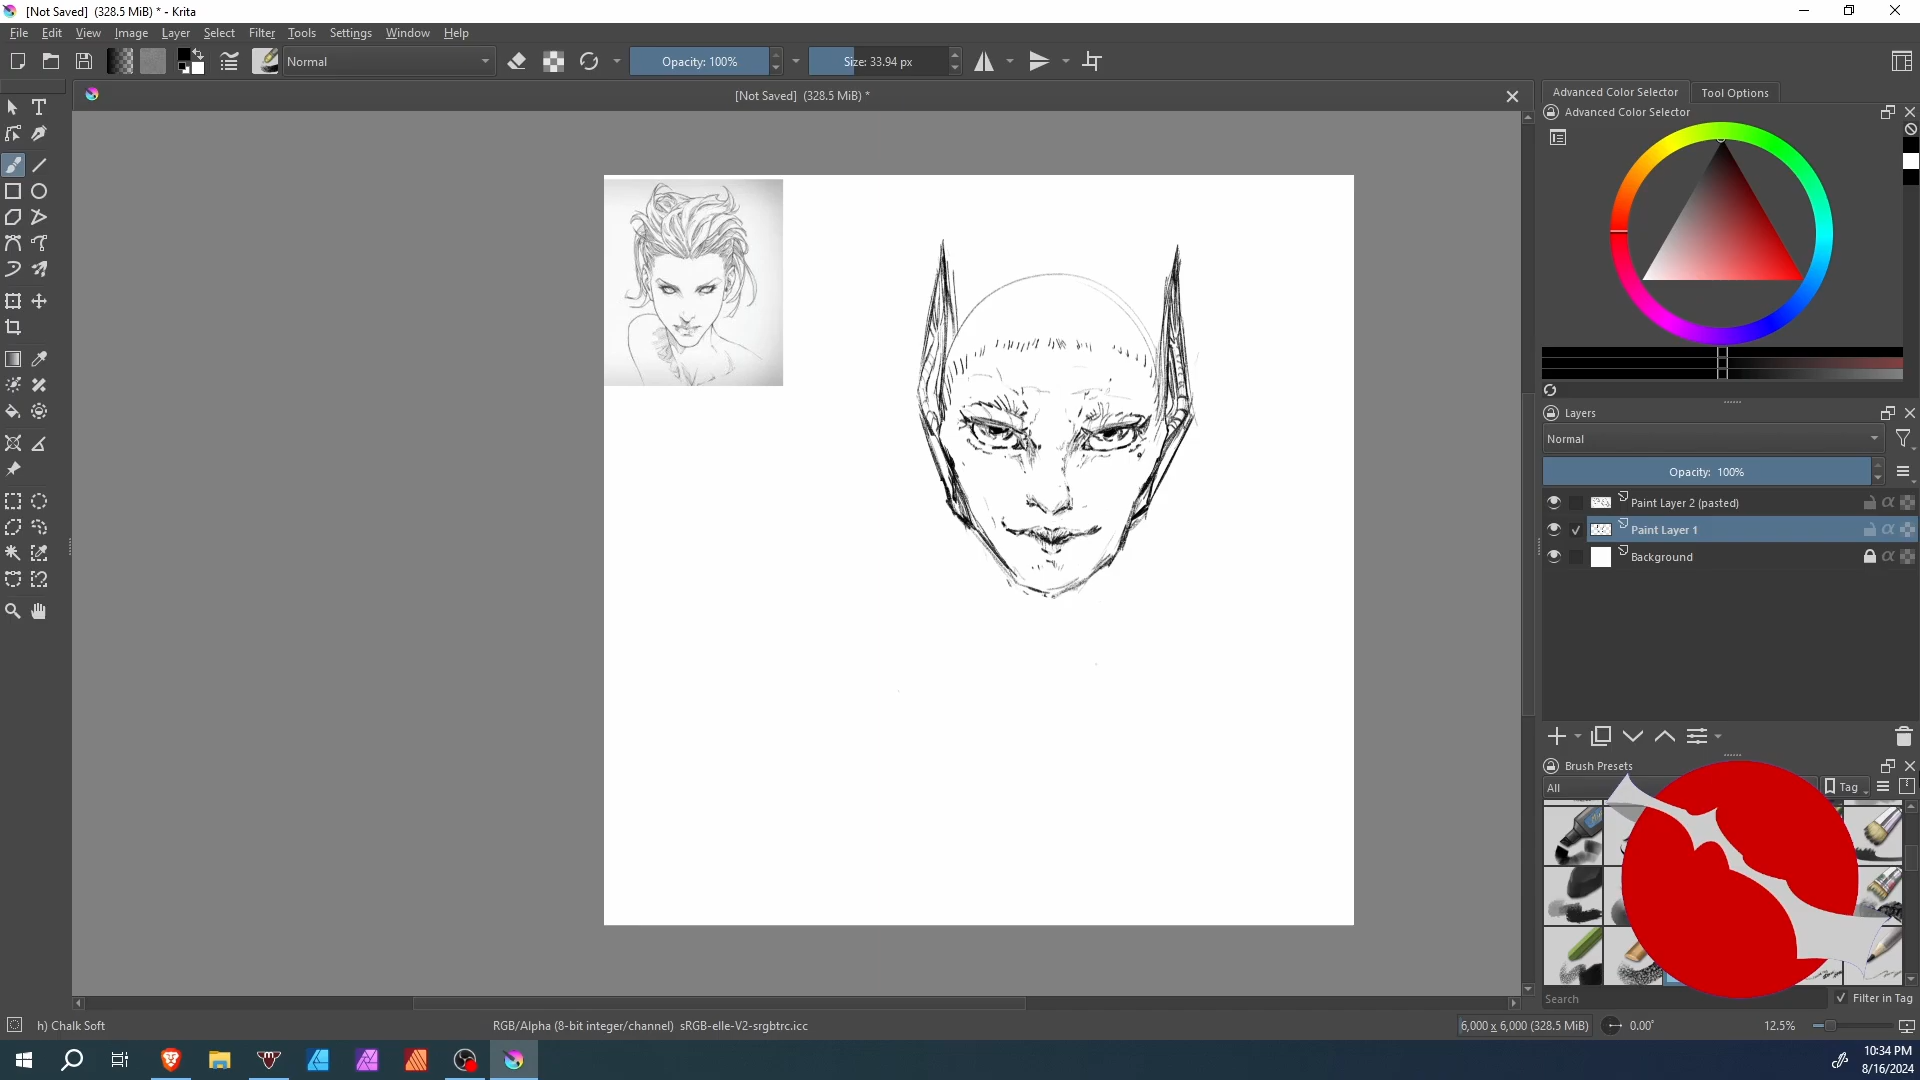 [Not Saved]  (328.5 MiB) * - Krita
File Edit View Image Layer Select Filter Tools Settings Window Help
Normal
Opacity: 100%
Size: 33.94 px
[Not Saved]  (328.5 MiB) *
Advanced Color Selector
Tool Options
Advanced Color Selector
Layers
Normal
Opacity:  100%
Paint Layer 2 (pasted)
Paint Layer 1
Background
Brush Presets
All
Tag
Search
Filter in Tag
h) Chalk Soft
RGB/Alpha (8-bit integer/channel)  sRGB-elle-V2-srgbtrc.icc
6,000 x 6,000 (328.5 MiB)
0.00°
12.5%
10:34 PM
8/16/2024